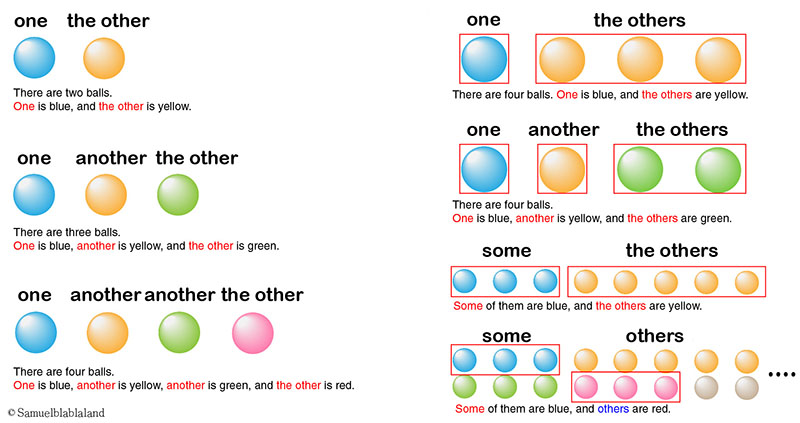 one the other
There are two balls.
One is blue, and the other is yellow.
one another the other
There are three balls.
One is blue, another is yellow, and the other is green.
one another another the other
There are four balls.
One is blue, another is yellow, another is green, and the other is red.
© Samuelblablaland
one the others
There are four balls. One is blue, and the others are yellow.
one another the others
There are four balls.
One is blue, another is yellow, and the others are green.
some the others
Some of them are blue, and the others are yellow.
some others
....
Some of them are blue, and others are red.